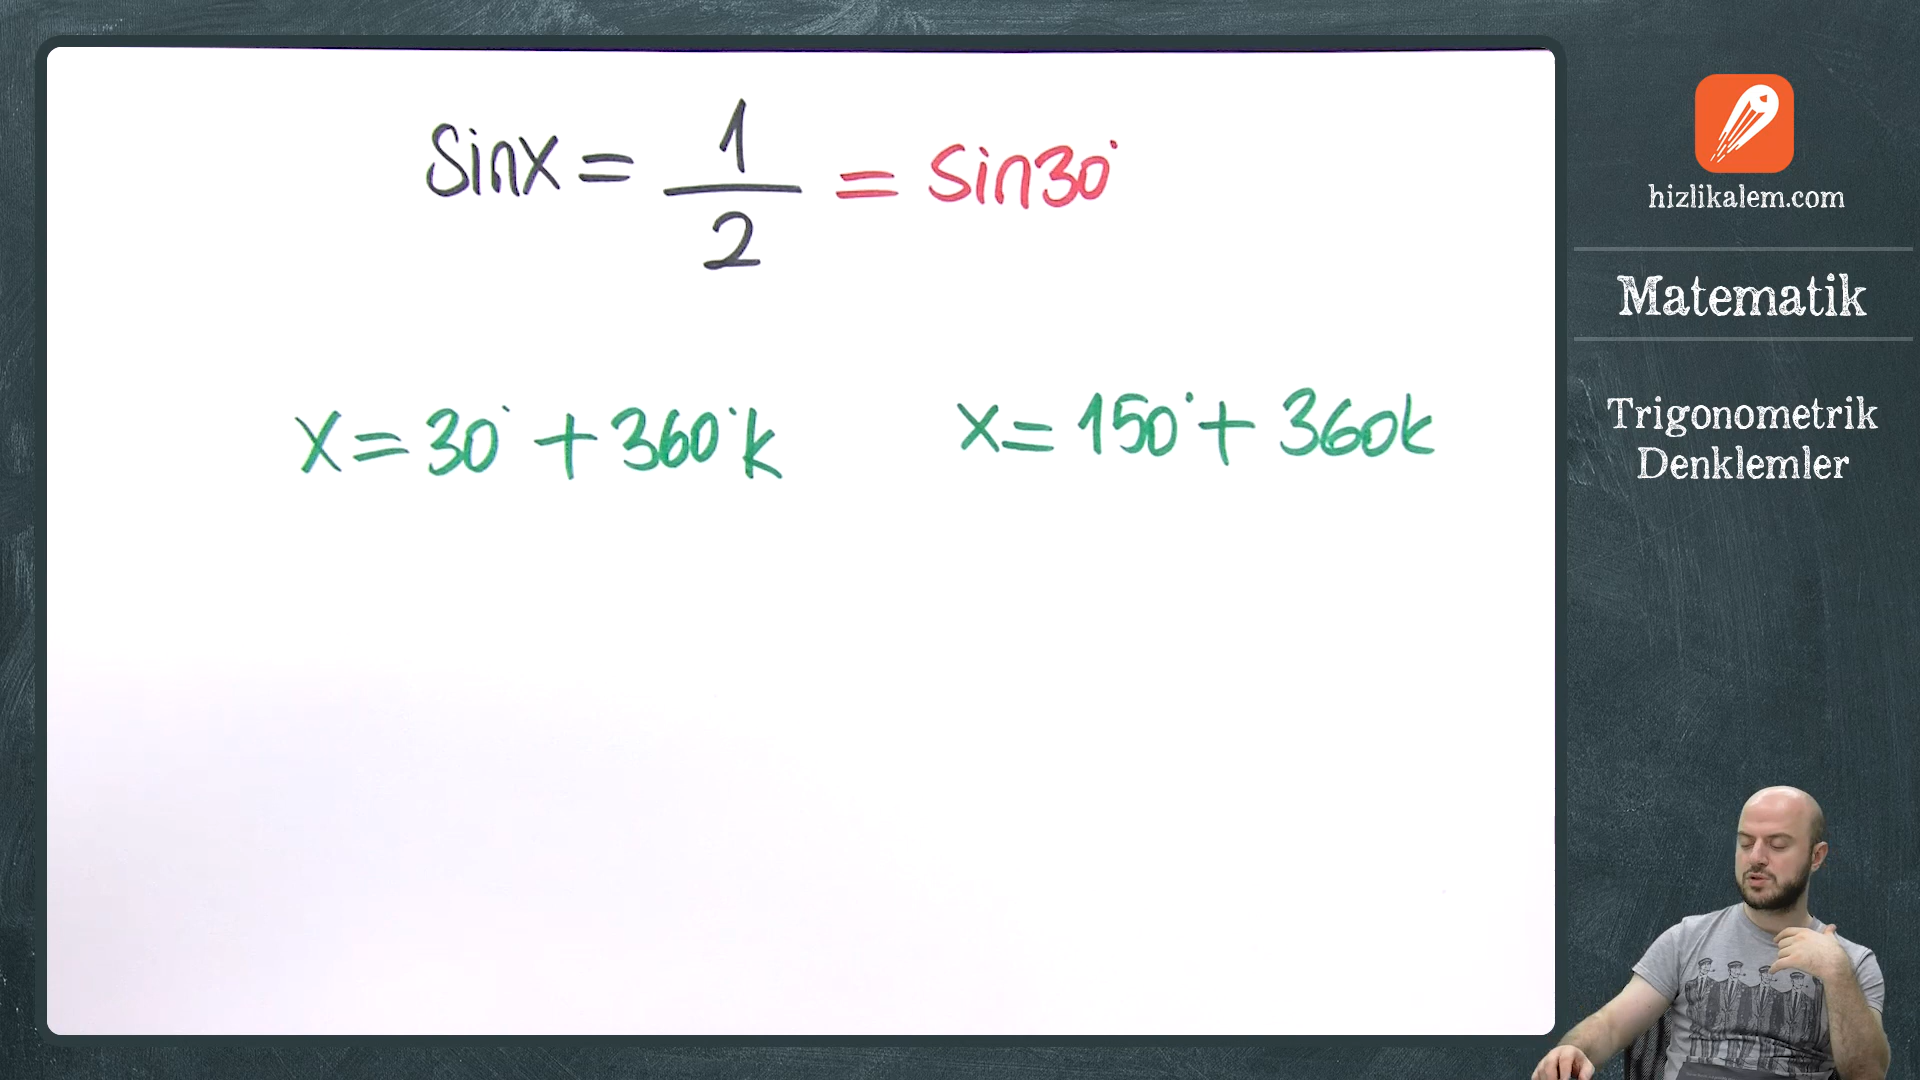 sinx = 1/2 = sin30°
x = 30° + 360°k
x = 150° + 360k
hizlikalem.com
Matematik
Trigonometrik
Denklemler